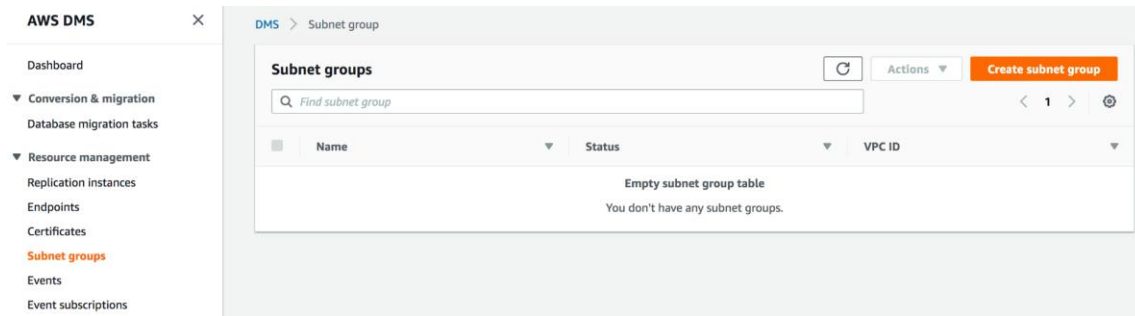 AWS DMS
Dashboard
Conversion & migration
Database migration tasks
Resource management
Replication instances
Endpoints
Certificates
Subnet groups
Events
Event subscriptions
DMS > Subnet group
Subnet groups
Actions
Create subnet group
Find subnet group
1
Name Status VPC ID
Empty subnet group table
You don't have any subnet groups.